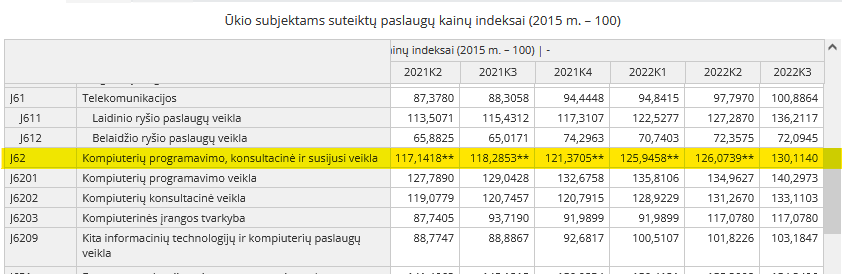 Ūkio subjektams suteiktų paslaugų kainų indeksai (2015 m. – 100)
indeksai (2015 m. – 100) | -
2021K2 2021K3 2021K4 2022K1 2022K2 2022K3
J61 Telekomunikacijos 87,3780 88,3058 94,4448 94,8415 97,7970 100,8864
J611 Laidinio ryšio paslaugų veikla 113,5071 115,4312 117,3107 122,5277 127,2870 136,2117
J612 Belaidžio ryšio paslaugų veikla 65,8825 65,0171 74,2963 70,7403 72,3575 72,0945
J62 Kompiuterių programavimo, konsultacinė ir susijusi veikla 117,1418** 118,2853** 121,3705** 125,9458** 126,0739** 130,1140
J6201 Kompiuterių programavimo veikla 127,7890 129,0428 132,6758 135,8106 134,9627 140,2973
J6202 Kompiuterių konsultacinė veikla 119,0779 120,7457 120,7915 128,9229 131,2670 133,1103
J6203 Kompiuterinės įrangos tvarkyba 87,7405 93,7190 91,9899 91,9899 117,0780 117,0780
J6209 Kita informacinių technologijų ir kompiuterių paslaugų 88,7747 88,8867 92,6817 100,5107 101,8226 103,1847
veikla